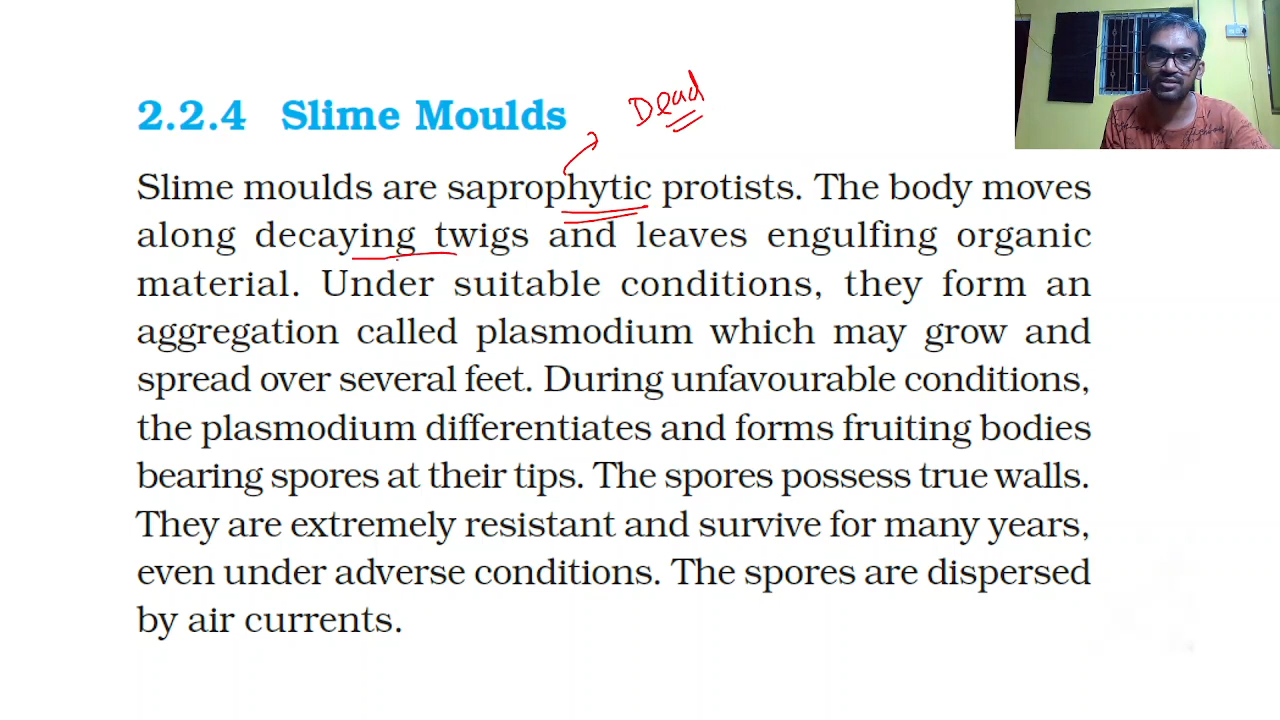 Dead
2.2.4 Slime Moulds
Slime moulds are saprophytic protists. The body moves
along decaying twigs and leaves engulfing organic
material. Under suitable conditions, they form an
aggregation called plasmodium which may grow and
spread over several feet. During unfavourable conditions,
the plasmodium differentiates and forms fruiting bodies
bearing spores at their tips. The spores possess true walls.
They are extremely resistant and survive for many years,
even under adverse conditions. The spores are dispersed
by air currents.